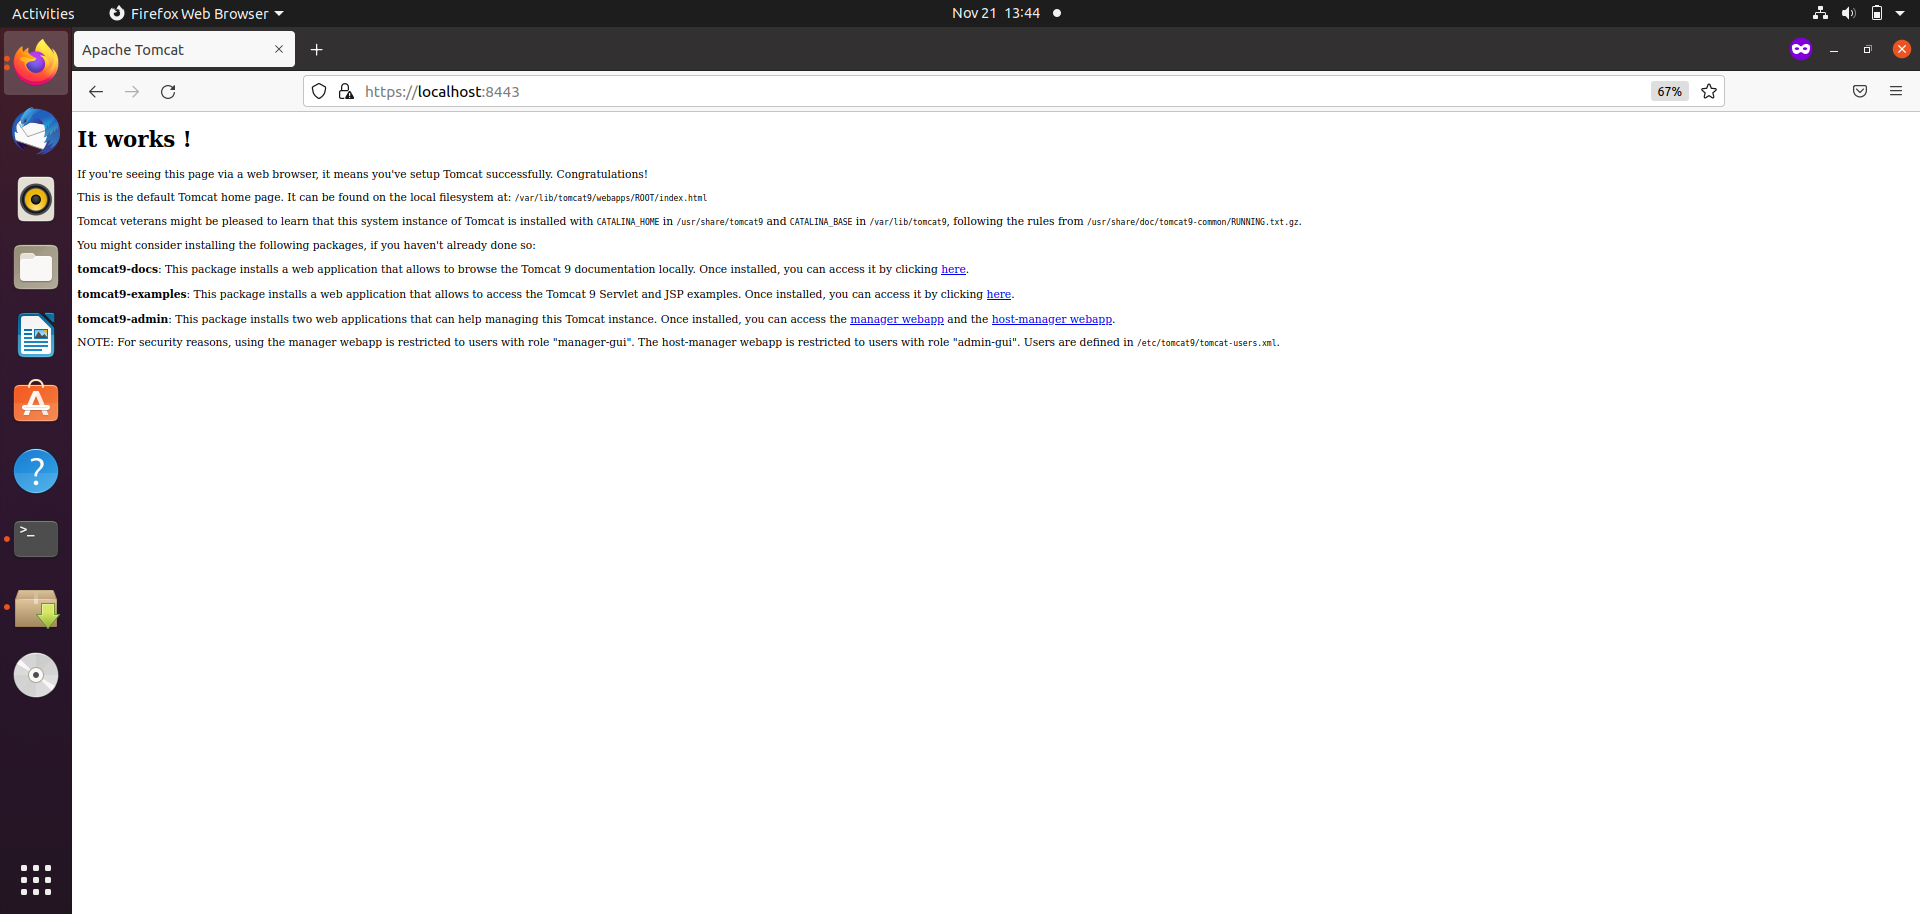 Activities
Firefox Web Browser
Nov 21 13:44
Apache Tomcat
https://localhost:8443
67%
It works !
If you're seeing this page via a web browser, it means you've setup Tomcat successfully. Congratulations!
This is the default Tomcat home page. It can be found on the local filesystem at: /var/lib/tomcat9/webapps/ROOT/index.html
Tomcat veterans might be pleased to learn that this system instance of Tomcat is installed with CATALINA_HOME in /usr/share/tomcat9 and CATALINA_BASE in /var/lib/tomcat9, following the rules from /usr/share/doc/tomcat9-common/RUNNING.txt.gz.
You might consider installing the following packages, if you haven't already done so:
tomcat9-docs: This package installs a web application that allows to browse the Tomcat 9 documentation locally. Once installed, you can access it by clicking here.
tomcat9-examples: This package installs a web application that allows to access the Tomcat 9 Servlet and JSP examples. Once installed, you can access it by clicking here.
tomcat9-admin: This package installs two web applications that can help managing this Tomcat instance. Once installed, you can access the manager webapp and the host-manager webapp.
NOTE: For security reasons, using the manager webapp is restricted to users with role "manager-gui". The host-manager webapp is restricted to users with role "admin-gui". Users are defined in /etc/tomcat9/tomcat-users.xml.